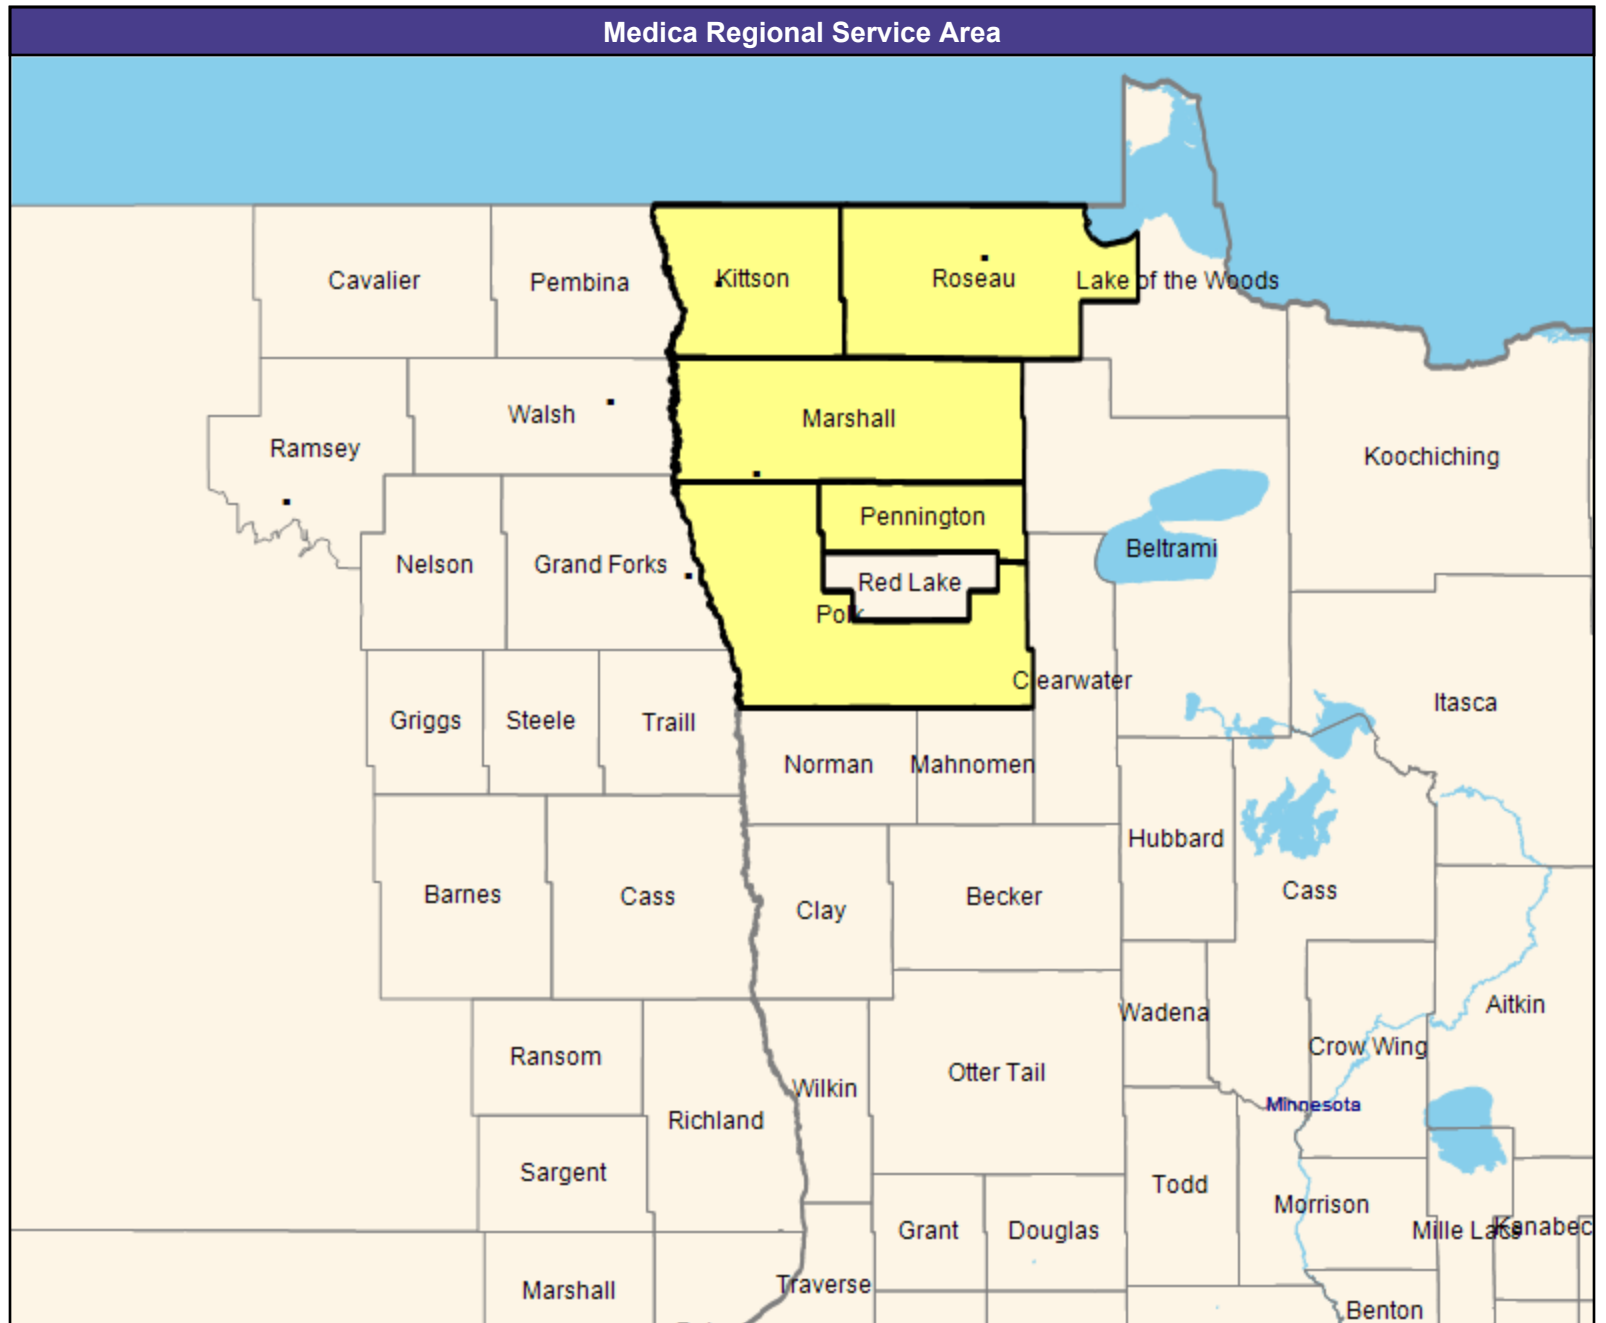 Medica Regional Service Area
Cavalier
Pembina
Kittson
Roseau
Lake of the Woods
Walsh
Marshall
Ramsey
Koochiching
Pennington
Nelson
Grand Forks
Beltrami
Red Lake
Polk
Clearwater
Griggs
Steele
Traill
Itasca
Norman
Mahnomen
Hubbard
Barnes
Cass
Clay
Becker
Cass
Wadena
Aitkin
Ransom
Otter Tail
Crow Wing
Wilkin
Minnesota
Richland
Sargent
Todd
Morrison
Grant
Douglas
Mille Lacs
Kanabec
Marshall
Traverse
Benton